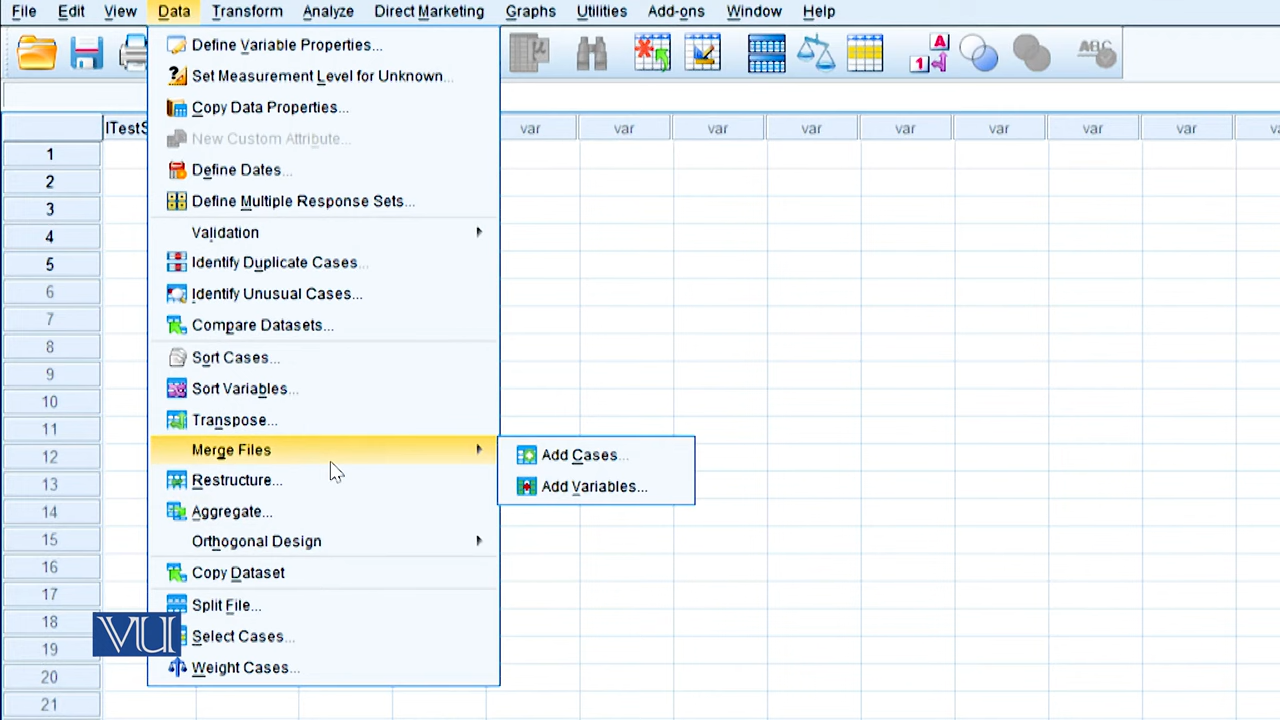 File Edit View Data Transform Analyze Direct Marketing Graphs Utilities Add-ons Window Help
Define Variable Properties...
Set Measurement Level for Unknown...
Copy Data Properties...
New Custom Attribute...
Define Dates...
Define Multiple Response Sets...
Validation
Identify Duplicate Cases...
Identify Unusual Cases...
Compare Datasets...
Sort Cases...
Sort Variables...
Transpose...
Merge Files
Restructure...
Aggregate...
Orthogonal Design
Copy Dataset
Split File...
Select Cases...
Weight Cases...
Add Cases...
Add Variables...
A
1
ABC
μ
var var var var var var var var
1
2
3
4
5
6
7
8
9
10
11
12
13
14
15
16
17
18
19
20
21
VU